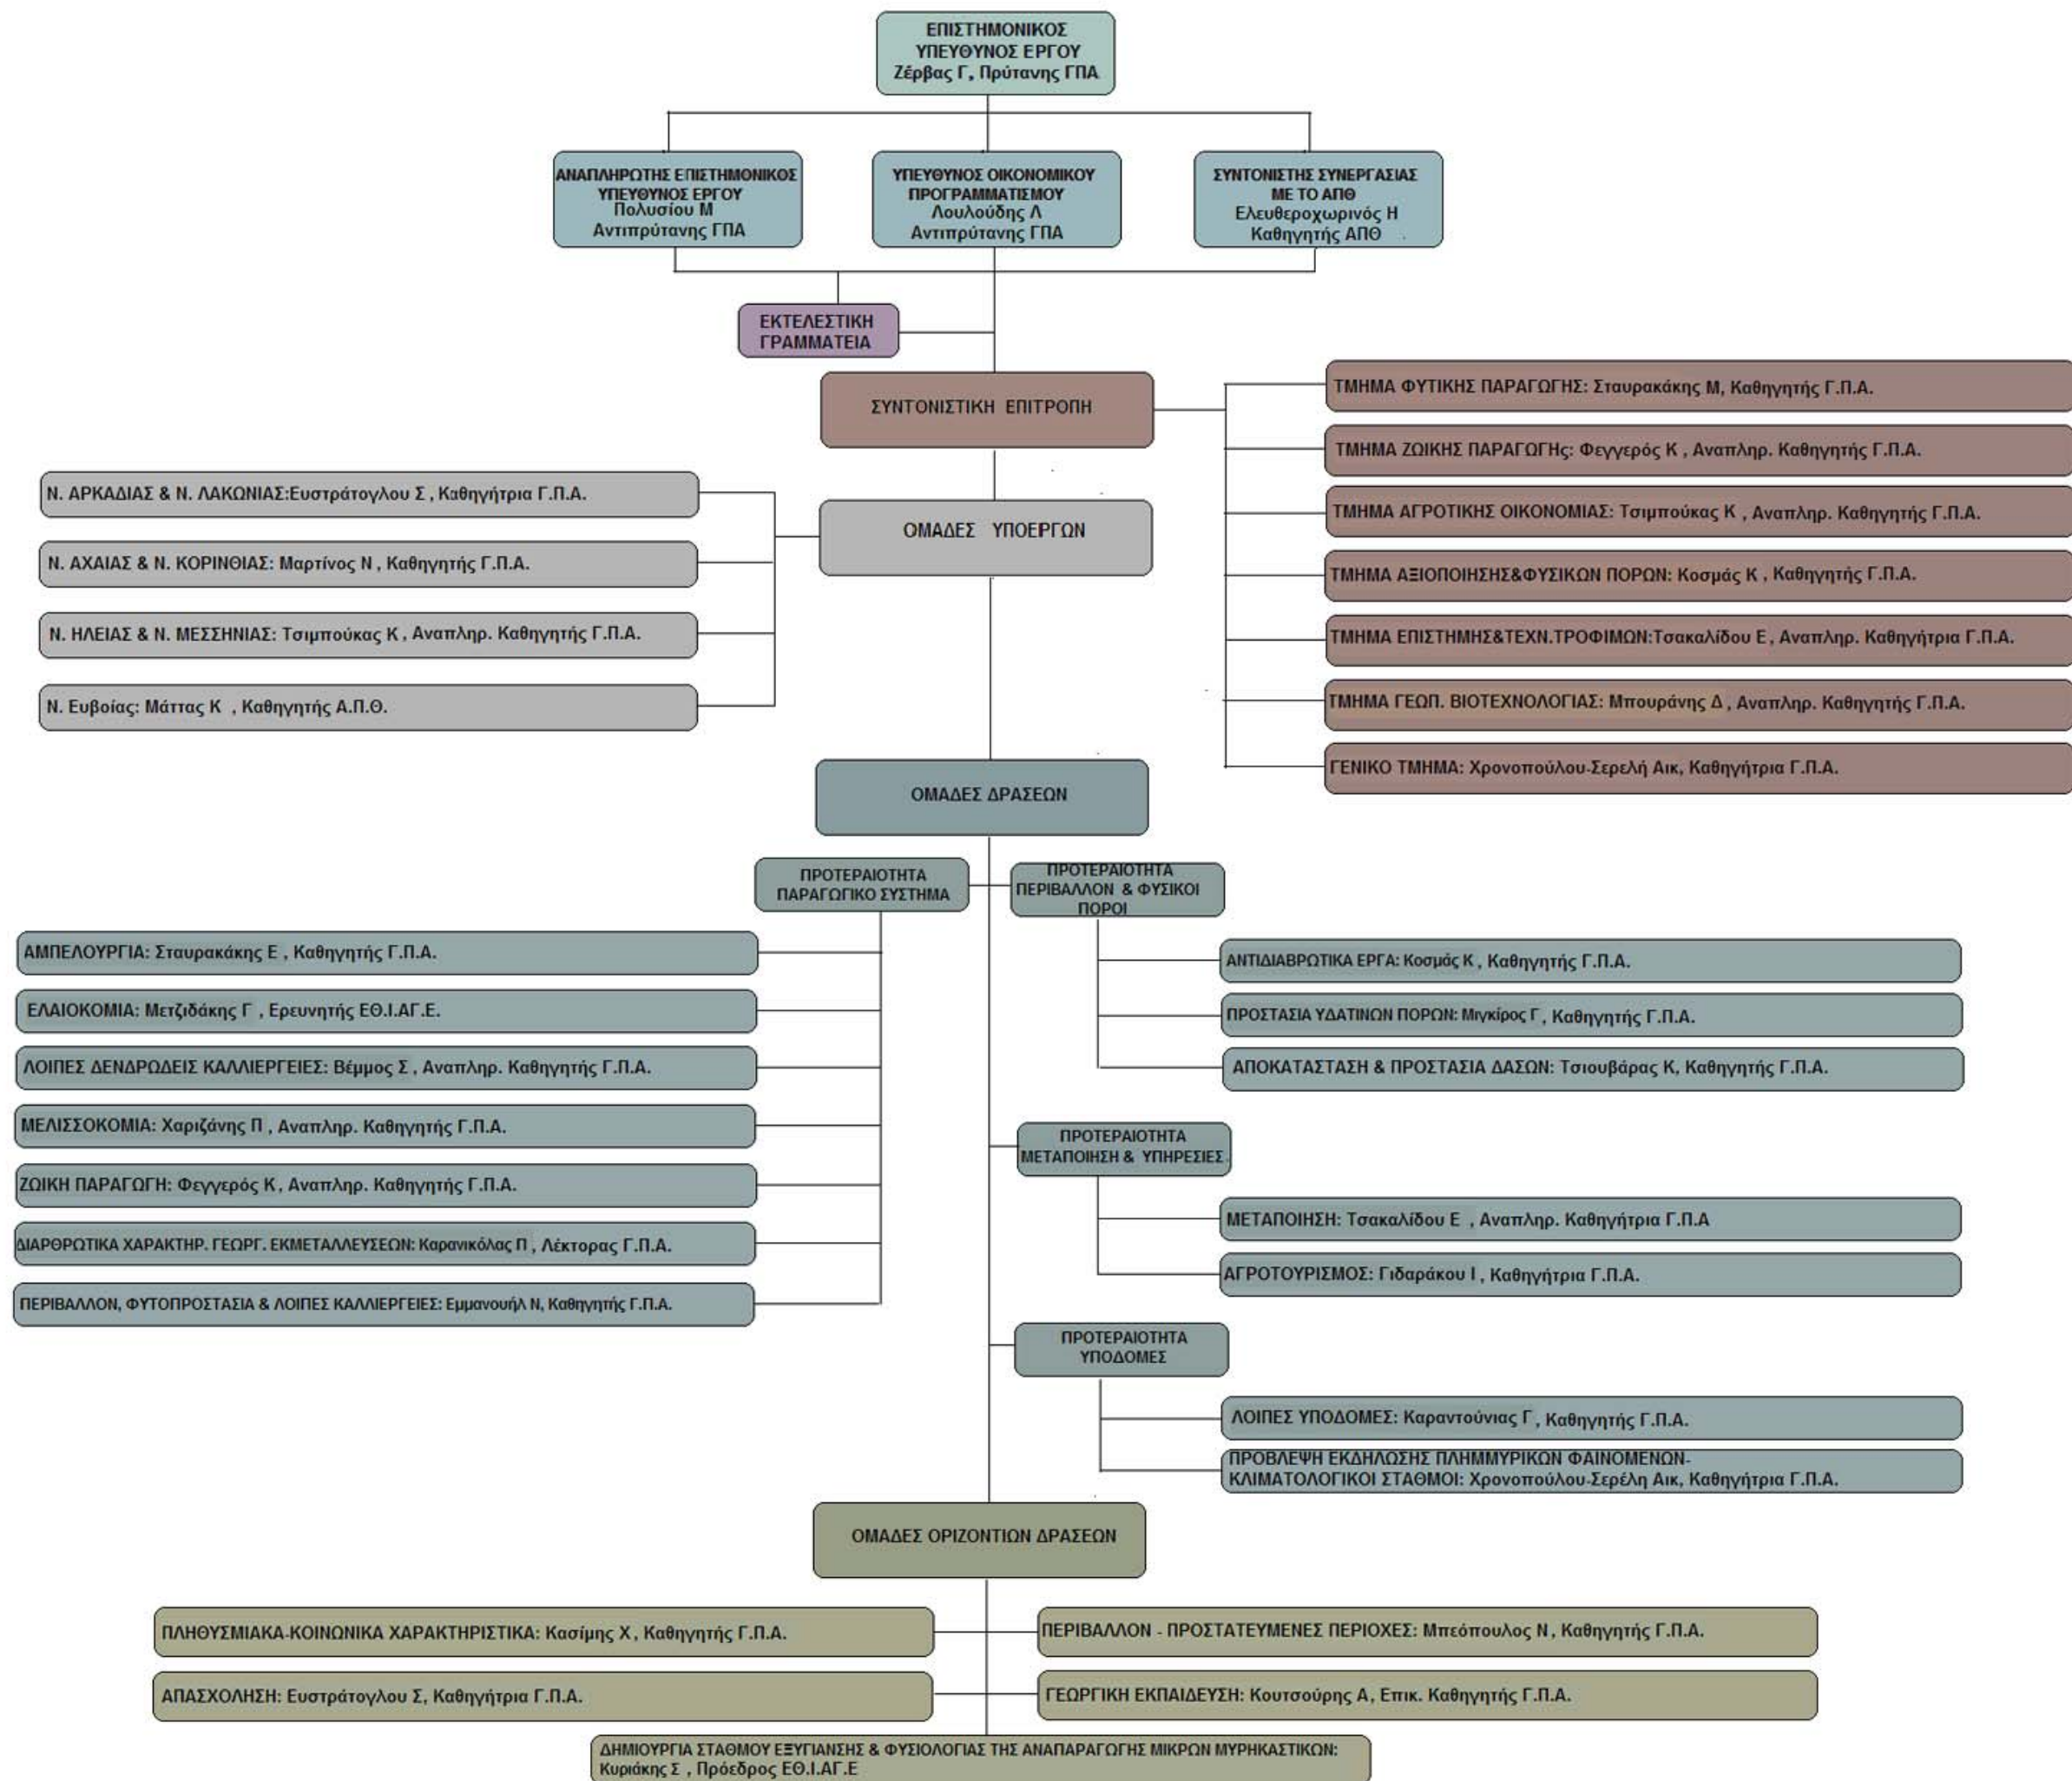 ΕΠΙΣΤΗΜΟΝΙΚΟΣ
ΥΠΕΥΘΥΝΟΣ ΕΡΓΟΥ
Ζέρβας Γ, Πρύτανης ΓΠΑ
ΑΝΑΠΛΗΡΩΤΗΣ ΕΠΙΣΤΗΜΟΝΙΚΟΣ
ΥΠΕΥΘΥΝΟΣ ΕΡΓΟΥ
Πολυσίου Μ
Αντιπρύτανης ΓΠΑ
ΥΠΕΥΘΥΝΟΣ ΟΙΚΟΝΟΜΙΚΟΥ
ΠΡΟΓΡΑΜΜΑΤΙΣΜΟΥ
Λουλούδης Λ
Αντιπρύτανης ΓΠΑ
ΣΥΝΤΟΝΙΣΤΗΣ ΣΥΝΕΡΓΑΣΙΑΣ
ΜΕ ΤΟ ΑΠΘ
Ελευθεροχωρινός Η
Καθηγητής ΑΠΘ
ΕΚΤΕΛΕΣΤΙΚΗ
ΓΡΑΜΜΑΤΕΙΑ
ΣΥΝΤΟΝΙΣΤΙΚΗ ΕΠΙΤΡΟΠΗ
ΤΜΗΜΑ ΦΥΤΙΚΗΣ ΠΑΡΑΓΩΓΗΣ: Σταυρακάκης Μ, Καθηγητής Γ.Π.Α.
ΤΜΗΜΑ ΖΩΙΚΗΣ ΠΑΡΑΓΩΓΗς: Φεγγερός Κ , Αναπληρ. Καθηγητής Γ.Π.Α.
ΤΜΗΜΑ ΑΓΡΟΤΙΚΗΣ ΟΙΚΟΝΟΜΙΑΣ: Τσιμπούκας Κ , Αναπληρ. Καθηγητής Γ.Π.Α.
ΤΜΗΜΑ ΑΞΙΟΠΟΙΗΣΗΣ&ΦΥΣΙΚΩΝ ΠΟΡΩΝ: Κοσμάς Κ , Καθηγητής Γ.Π.Α.
ΤΜΗΜΑ ΕΠΙΣΤΗΜΗΣ&ΤΕΧΝ.ΤΡΟΦΙΜΩΝ:Τσακαλίδου Ε , Αναπληρ. Καθηγήτρια Γ.Π.Α.
ΤΜΗΜΑ ΓΕΩΠ. ΒΙΟΤΕΧΝΟΛΟΓΙΑΣ: Μπουράνης Δ , Αναπληρ. Καθηγητής Γ.Π.Α.
ΓΕΝΙΚΟ ΤΜΗΜΑ: Χρονοπούλου-Σερελή Αικ, Καθηγήτρια Γ.Π.Α.
ΟΜΑΔΕΣ ΥΠΟΕΡΓΩΝ
Ν. ΑΡΚΑΔΙΑΣ & Ν. ΛΑΚΩΝΙΑΣ:Ευστράτογλου Σ , Καθηγήτρια Γ.Π.Α.
Ν. ΑΧΑΙΑΣ & Ν. ΚΟΡΙΝΘΙΑΣ: Μαρτίνος Ν , Καθηγητής Γ.Π.Α.
Ν. ΗΛΕΙΑΣ & Ν. ΜΕΣΣΗΝΙΑΣ: Τσιμπούκας Κ , Αναπληρ. Καθηγητής Γ.Π.Α.
Ν. Ευβοίας: Μάττας Κ , Καθηγητής Α.Π.Θ.
ΟΜΑΔΕΣ ΔΡΑΣΕΩΝ
ΠΡΟΤΕΡΑΙΟΤΗΤΑ
ΠΑΡΑΓΩΓΙΚΟ ΣΥΣΤΗΜΑ
ΑΜΠΕΛΟΥΡΓΙΑ: Σταυρακάκης Ε , Καθηγητής Γ.Π.Α.
ΕΛΑΙΟΚΟΜΙΑ: Μετζιδάκης Γ , Ερευνητής ΕΘ.Ι.ΑΓ.Ε.
ΛΟΙΠΕΣ ΔΕΝΔΡΩΔΕΙΣ ΚΑΛΛΙΕΡΓΕΙΕΣ: Βέμμος Σ , Αναπληρ. Καθηγητής Γ.Π.Α.
ΜΕΛΙΣΣΟΚΟΜΙΑ: Χαριζάνης Π , Αναπληρ. Καθηγητής Γ.Π.Α.
ΖΩΙΚΗ ΠΑΡΑΓΩΓΗ: Φεγγερός Κ , Αναπληρ. Καθηγητής Γ.Π.Α.
ΔΙΑΡΘΡΩΤΙΚΑ ΧΑΡΑΚΤΗΡ. ΓΕΩΡΓ. ΕΚΜΕΤΑΛΛΕΥΣΕΩΝ: Καρανικόλας Π , Λέκτορας Γ.Π.Α.
ΠΕΡΙΒΑΛΛΟΝ, ΦΥΤΟΠΡΟΣΤΑΣΙΑ & ΛΟΙΠΕΣ ΚΑΛΛΙΕΡΓΕΙΕΣ: Εμμανουήλ Ν, Καθηγητής Γ.Π.Α.
ΠΡΟΤΕΡΑΙΟΤΗΤΑ
ΠΕΡΙΒΑΛΛΟΝ & ΦΥΣΙΚΟΙ
ΠΟΡΟΙ
ΑΝΤΙΔΙΑΒΡΩΤΙΚΑ ΕΡΓΑ: Κοσμάς Κ , Καθηγητής Γ.Π.Α.
ΠΡΟΣΤΑΣΙΑ ΥΔΑΤΙΝΩΝ ΠΟΡΩΝ: Μιγκίρος Γ , Καθηγητής Γ.Π.Α.
ΑΠΟΚΑΤΑΣΤΑΣΗ & ΠΡΟΣΤΑΣΙΑ ΔΑΣΩΝ: Τσιουβάρας Κ, Καθηγητής Γ.Π.Α.
ΠΡΟΤΕΡΑΙΟΤΗΤΑ
ΜΕΤΑΠΟΙΗΣΗ & ΥΠΗΡΕΣΙΕΣ
ΜΕΤΑΠΟΙΗΣΗ: Τσακαλίδου Ε , Αναπληρ. Καθηγήτρια Γ.Π.Α
ΑΓΡΟΤΟΥΡΙΣΜΟΣ: Γιδαράκου Ι , Καθηγήτρια Γ.Π.Α.
ΠΡΟΤΕΡΑΙΟΤΗΤΑ
ΥΠΟΔΟΜΕΣ
ΛΟΙΠΕΣ ΥΠΟΔΟΜΕΣ: Καραντούνιας Γ , Καθηγητής Γ.Π.Α.
ΠΡΟΒΛΕΨΗ ΕΚΔΗΛΩΣΗΣ ΠΛΗΜΜΥΡΙΚΩΝ ΦΑΙΝΟΜΕΝΩΝ-
ΚΛΙΜΑΤΟΛΟΓΙΚΟΙ ΣΤΑΘΜΟΙ: Χρονοπούλου-Σερέλη Αικ, Καθηγήτρια Γ.Π.Α.
ΟΜΑΔΕΣ ΟΡΙΖΟΝΤΙΩΝ ΔΡΑΣΕΩΝ
ΠΛΗΘΥΣΜΙΑΚΑ-ΚΟΙΝΩΝΙΚΑ ΧΑΡΑΚΤΗΡΙΣΤΙΚΑ: Κασίμης Χ , Καθηγητής Γ.Π.Α.
ΠΕΡΙΒΑΛΛΟΝ - ΠΡΟΣΤΑΤΕΥΜΕΝΕΣ ΠΕΡΙΟΧΕΣ: Μπεόπουλος Ν , Καθηγητής Γ.Π.Α.
ΑΠΑΣΧΟΛΗΣΗ: Ευστράτογλου Σ, Καθηγήτρια Γ.Π.Α.
ΓΕΩΡΓΙΚΗ ΕΚΠΑΙΔΕΥΣΗ: Κουτσούρης Α, Επικ. Καθηγητής Γ.Π.Α.
ΔΗΜΙΟΥΡΓΙΑ ΣΤΑΘΜΟΥ ΕΞΥΓΙΑΝΣΗΣ & ΦΥΣΙΟΛΟΓΙΑΣ ΤΗΣ ΑΝΑΠΑΡΑΓΩΓΗΣ ΜΙΚΡΩΝ ΜΥΡΗΚΑΣΤΙΚΩΝ:
Κυριάκης Σ , Πρόεδρος ΕΘ.Ι.ΑΓ.Ε